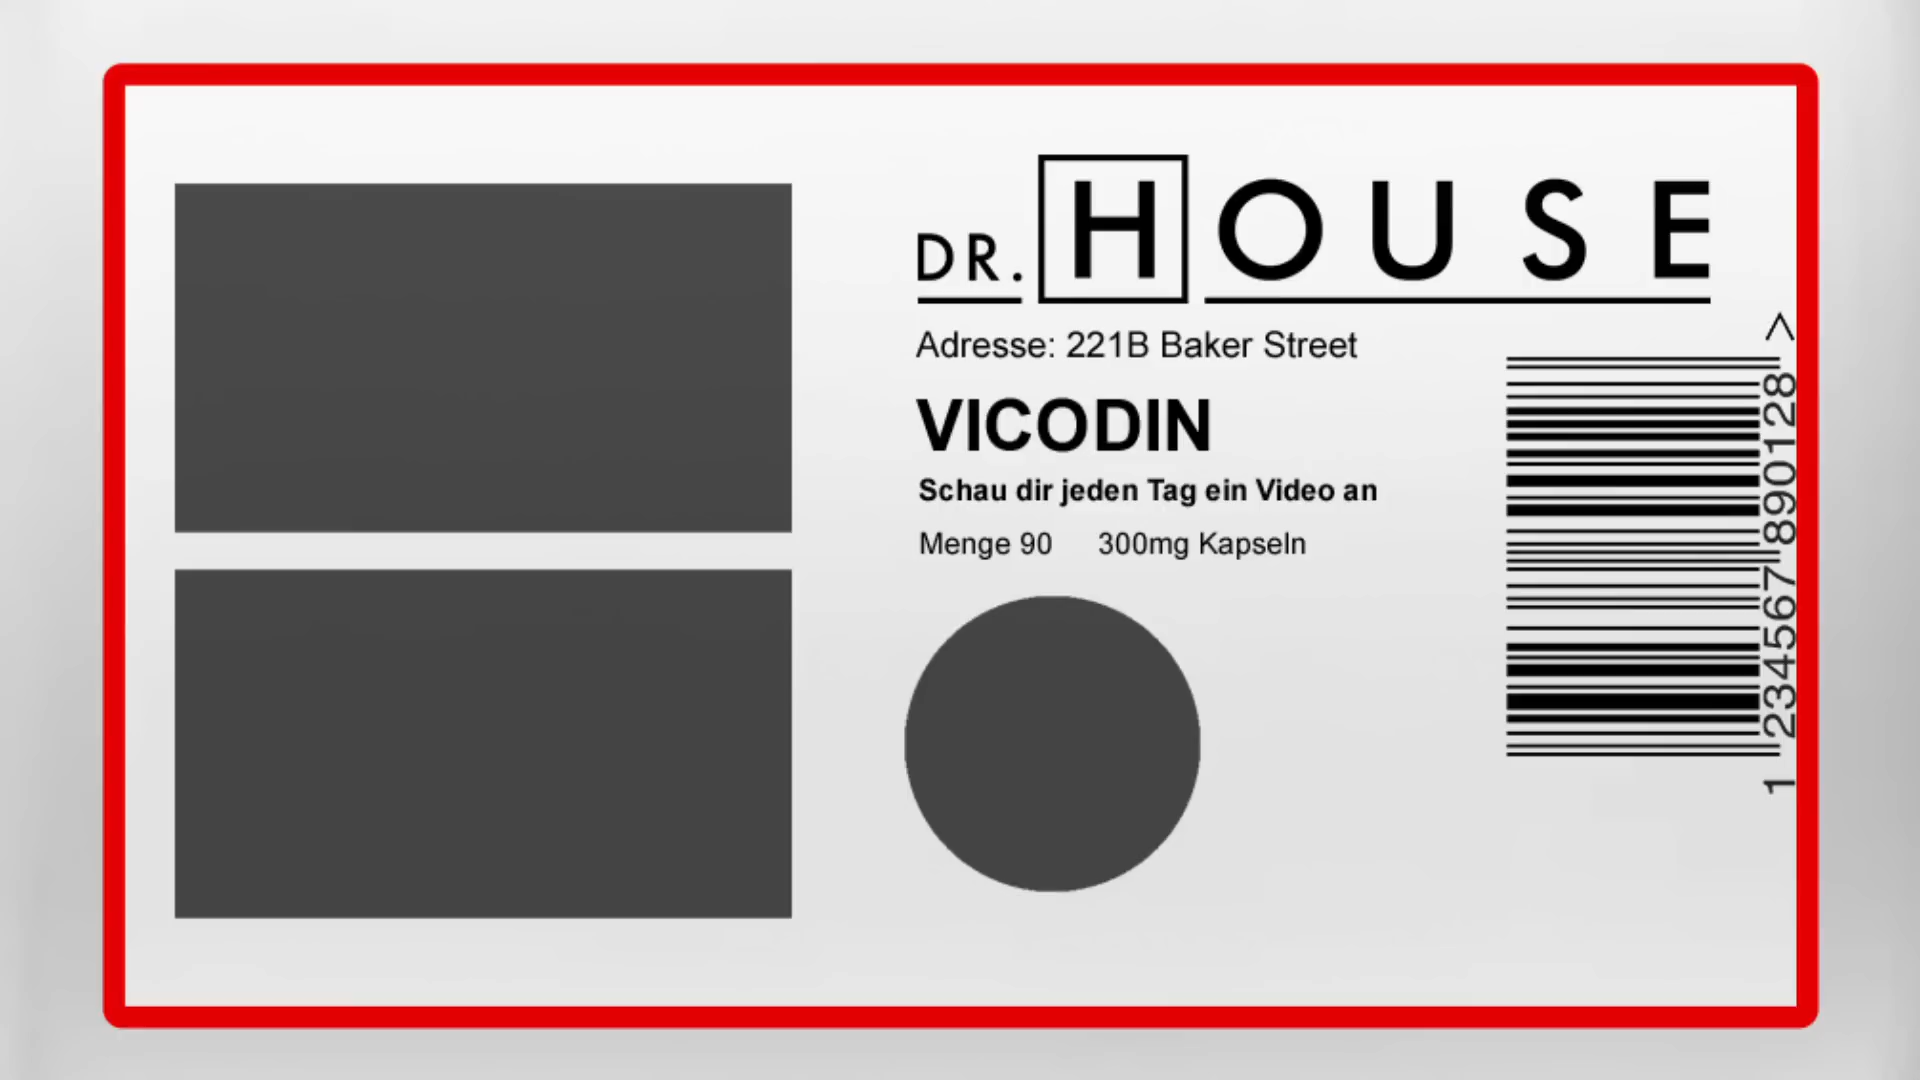 DR. HOUSE
Adresse: 221B Baker Street
VICODIN
Schau dir jeden Tag ein Video an
Menge 90 300mg Kapseln
1 234567 890128 >